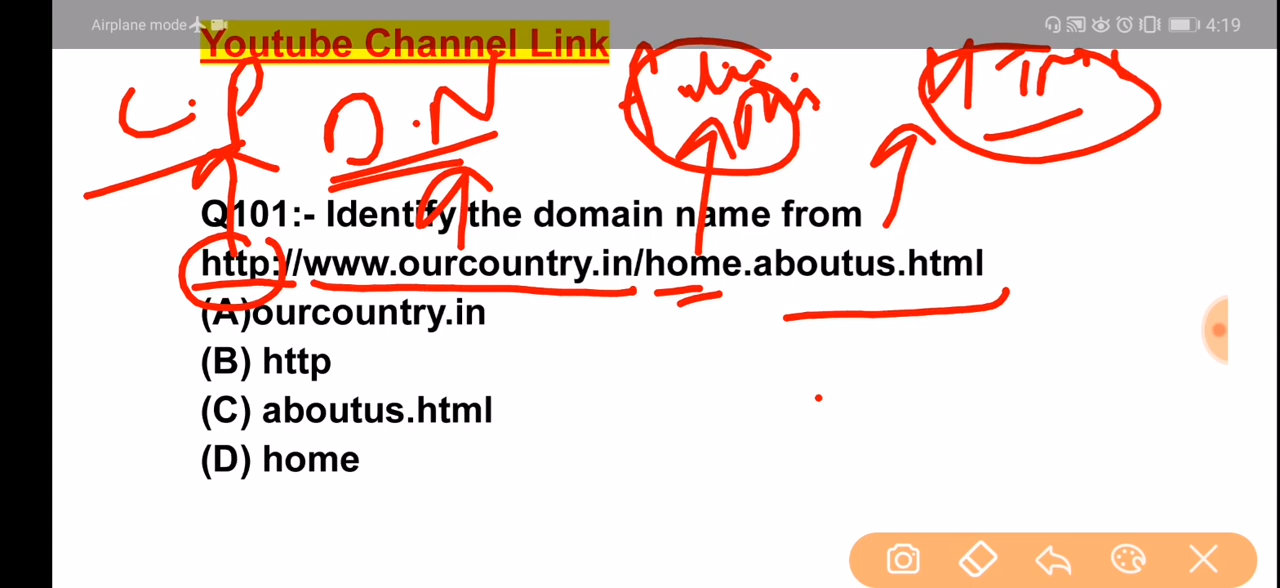 Airplane mode 4:19
Youtube Channel Link
D.N
Q101:- Identify the domain name from
http://www.ourcountry.in/home.aboutus.html
(A)ourcountry.in
(B) http
(C) aboutus.html
(D) home